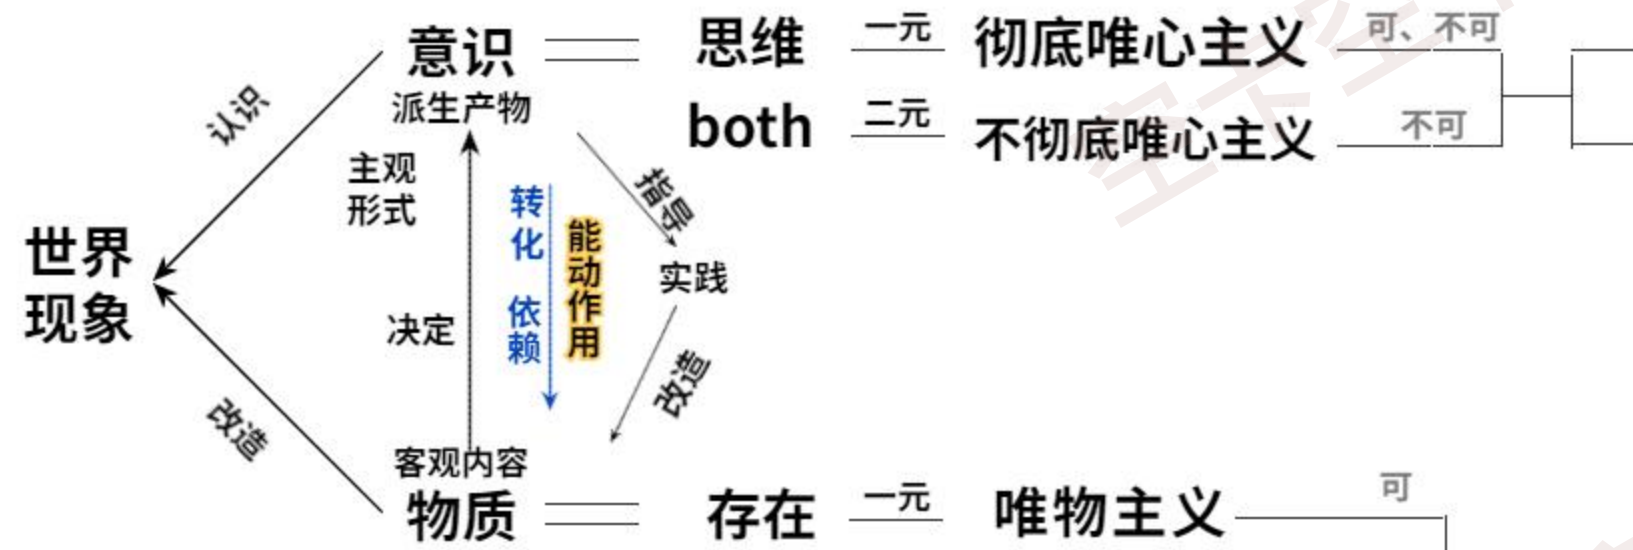 意识
思维
一元
彻底唯心主义
可、不可
派生产物
both
二元
不彻底唯心主义
不可
认识
主观
形式
转化 依赖
能动作用
指导
实践
世界
现象
决定
改造
改造
客观内容
物质
存在
一元
唯物主义
可